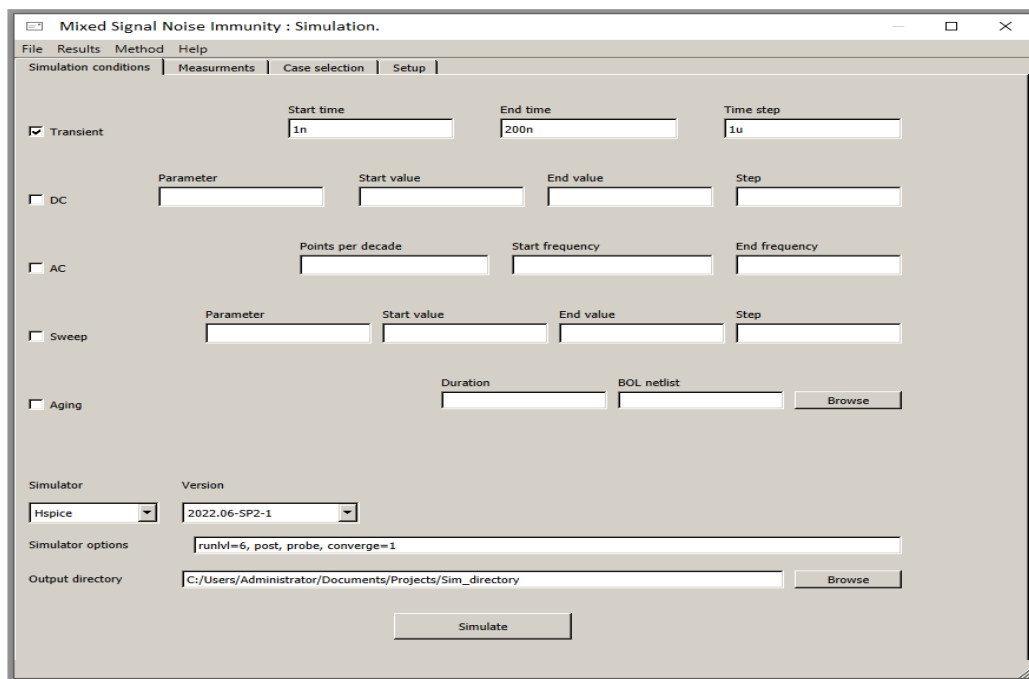 Mixed Signal Noise Immunity : Simulation.
File Results Method Help
Simulation conditions Measurments Case selection Setup
Start time End time Time step
Transient 1n 200n 1u
Parameter Start value End value Step
DC
Points per decade Start frequency End frequency
AC
Parameter Start value End value Step
Sweep
Duration BOL netlist
Aging Browse
Simulator Version
Hspice 2022.06-SP2-1
Simulator options runlvl=6, post, probe, converge=1
Output directory C:/Users/Administrator/Documents/Projects/Sim_directory Browse
Simulate